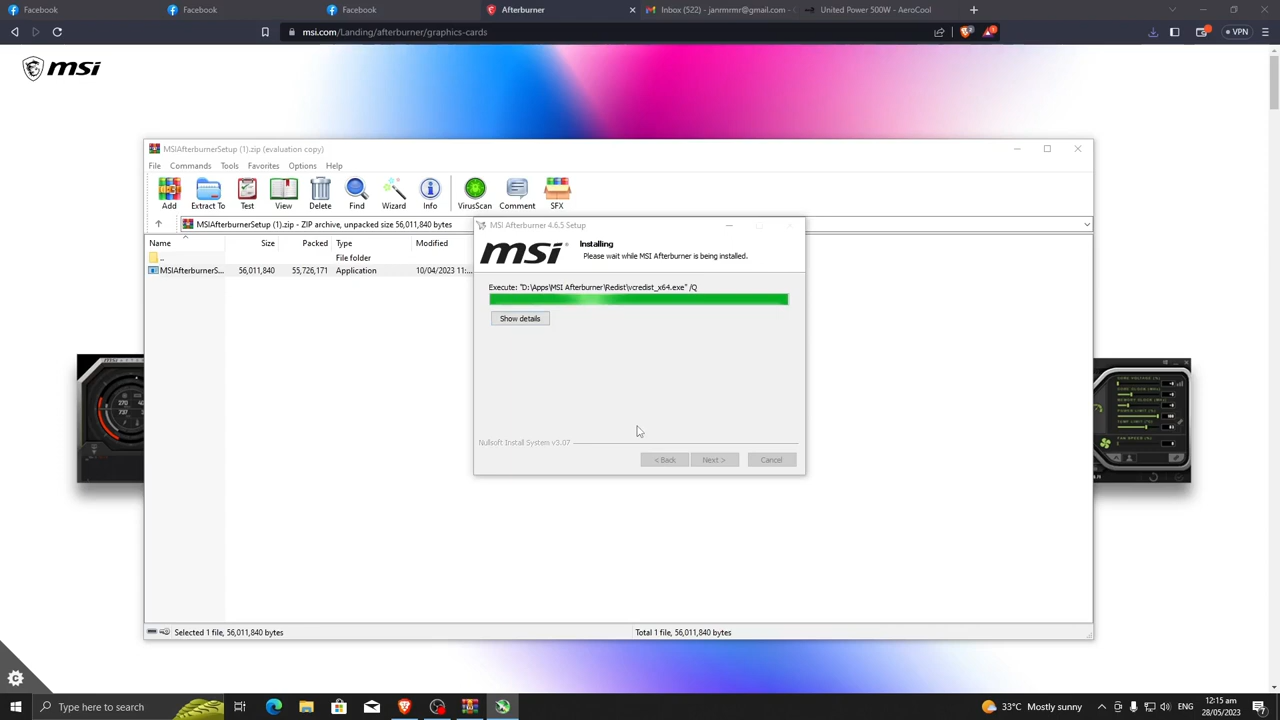 Facebook
Facebook
Facebook
Afterburner
Inbox (522) - janmrmr@gmail.com -
United Power 500W - AeroCool
msi.com/Landing/afterburner/graphics-cards
VPN
msi
MSIAfterburnerSetup (1).zip (evaluation copy)
File Commands Tools Favorites Options Help
Add Extract To Test View Delete Find Wizard Info VirusScan Comment SFX
MSIAfterburnerSetup (1).zip - ZIP archive, unpacked size 56,011,840 bytes
Name Size Packed Type Modified
.. File folder
MSIAfterburnerS... 56,011,840 55,726,171 Application 10/04/2023 11:...
MSI Afterburner 4.6.5 Setup
msi
Installing
Please wait while MSI Afterburner is being installed.
Execute: "D:\Apps\MSI Afterburner\Redist\vcredist_x64.exe" /Q
Show details
Nullsoft Install System v3.07
< Back Next > Cancel
Selected 1 file, 56,011,840 bytes
Total 1 file, 56,011,840 bytes
Type here to search
33°C Mostly sunny
12:15 am
28/05/2023